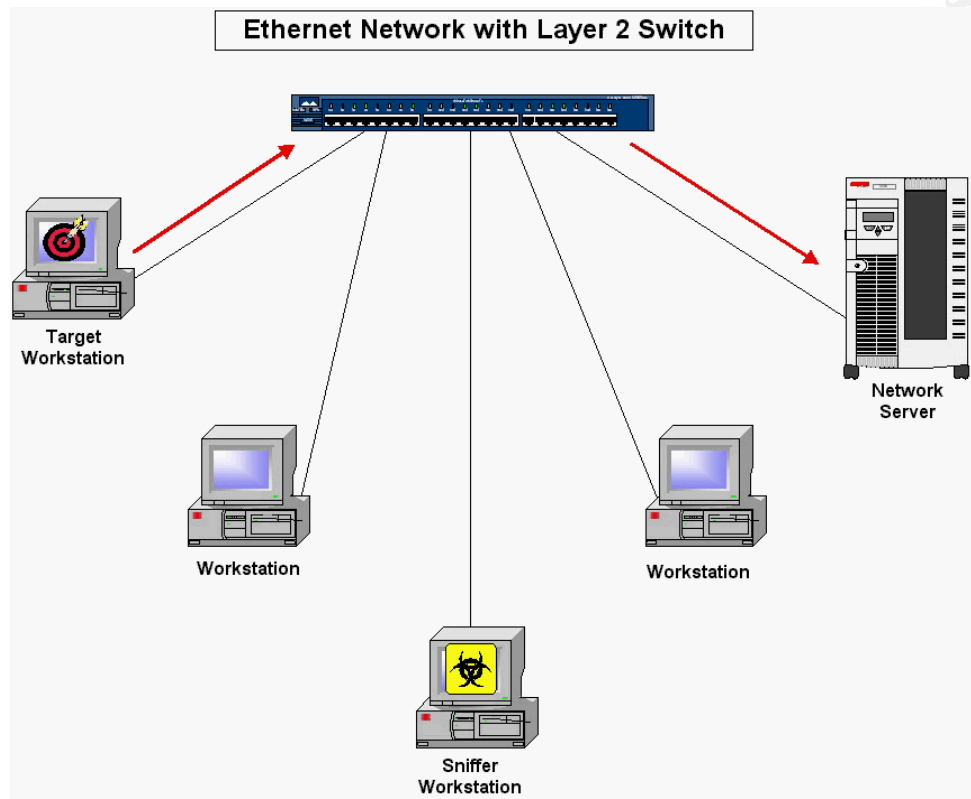 Ethernet Network with Layer 2 Switch
Target
Workstation
Network
Server
Workstation
Workstation
Sniffer
Workstation